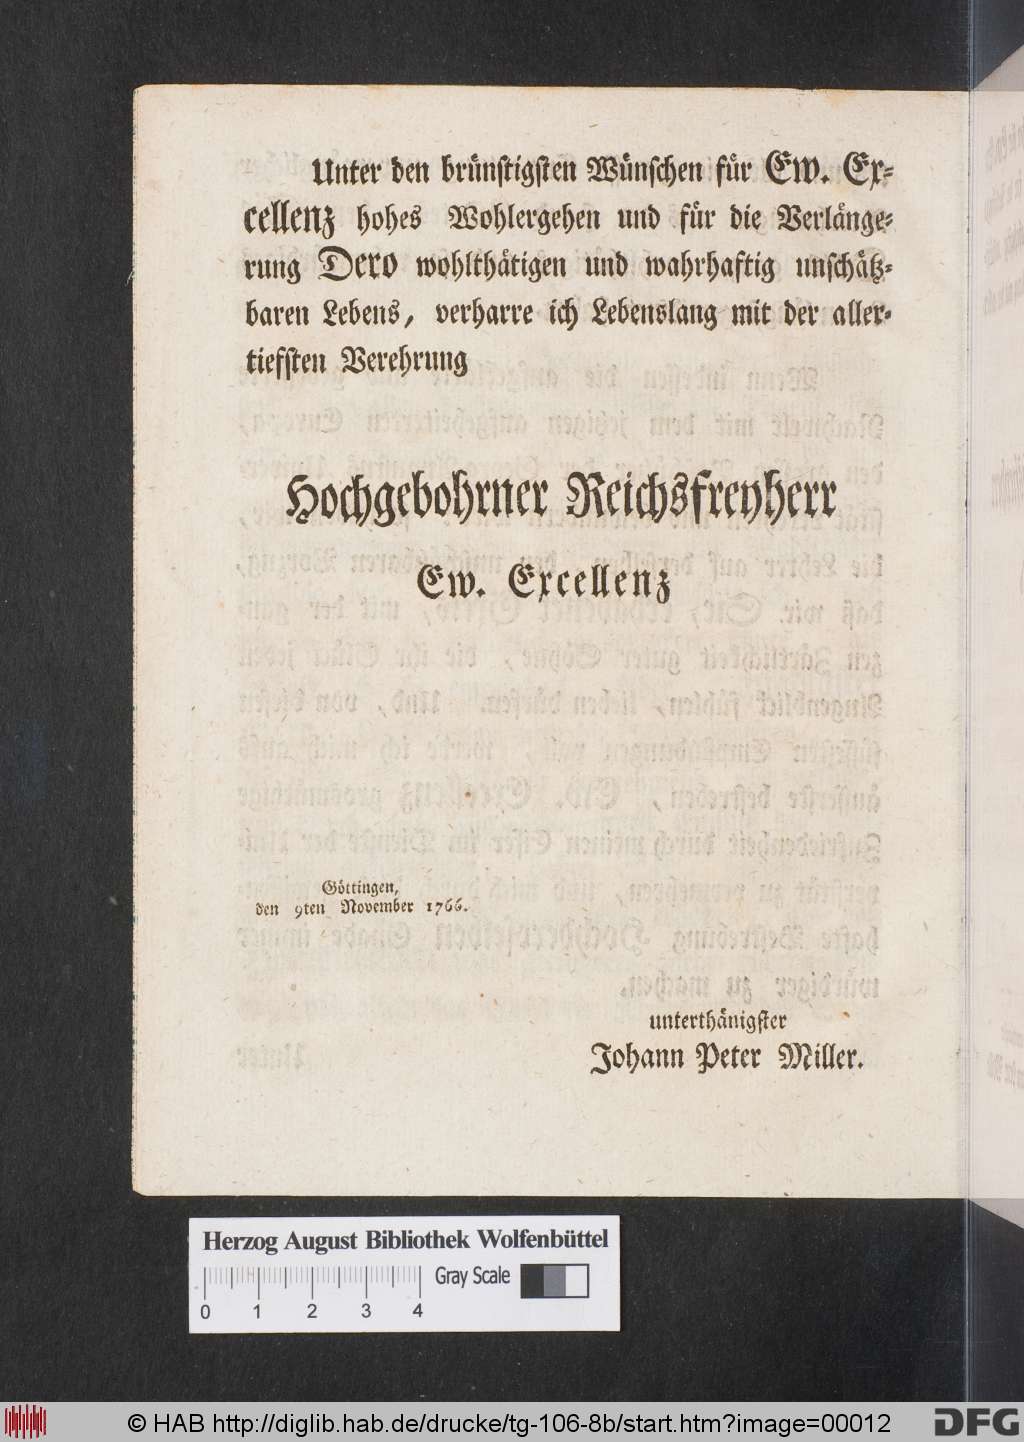 Unter den brünstigsten Wünschen für Ew. Ex-
cellenz hohes Wohlergehen und für die Verlänge-
rung Dero wohlthätigen und wahrhaftig unschätz-
baren Lebens, verharre ich Lebenslang mit der aller-
tiefsten Verehrung
Hochgebohrner Reichsfreyherr
Ew. Excellenz
Göttingen,
den 9ten November 1766.
unterthänigster
Johann Peter Miller.
Herzog August Bibliothek Wolfenbüttel
Gray Scale
0 1 2 3 4
© HAB http://diglib.hab.de/drucke/tg-106-8b/start.htm?image=00012
DFG